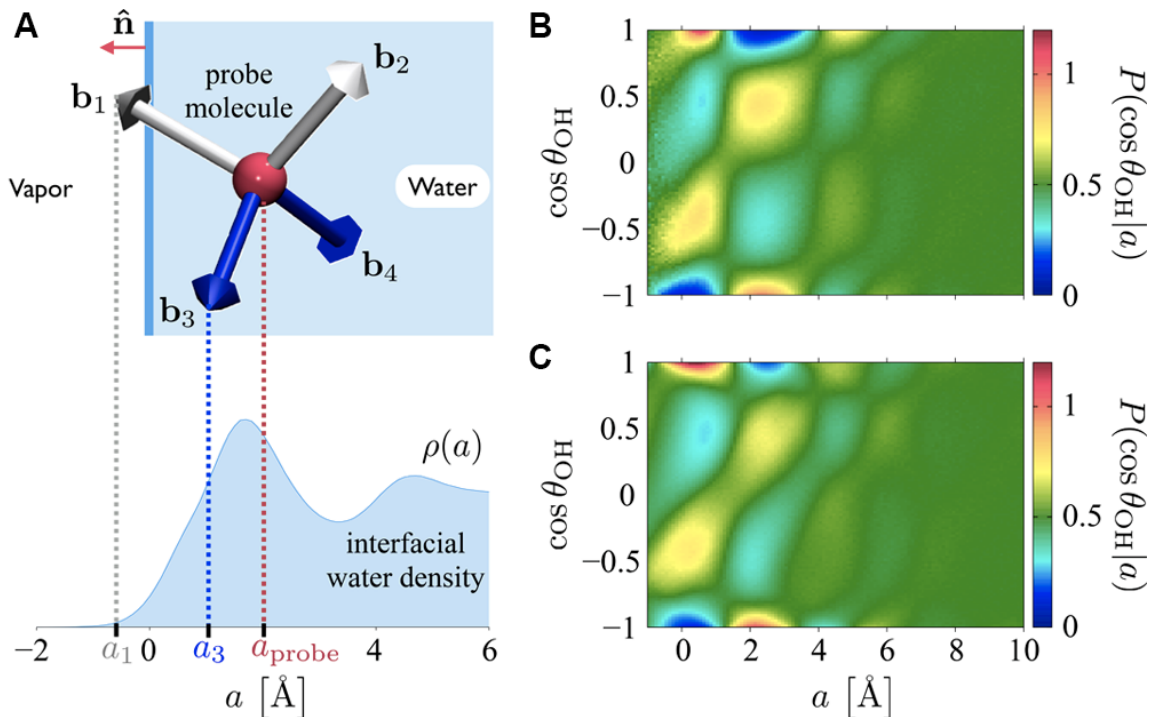 A
n̂
b₁
b₂
probe
molecule
Vapor
Water
b₃
b₄
ρ(a)
interfacial
water density
−2 a₁ 0 a₃ aprobe 4 6
a [Å]
B
cos θOH
1
0.5
0
−0.5
−1
1
0.5
0
P(cos θOH|a)
C
cos θOH
1
0.5
0
−0.5
−1
0 2 4 6 8 10
a [Å]
1
0.5
0
P(cos θOH|a)